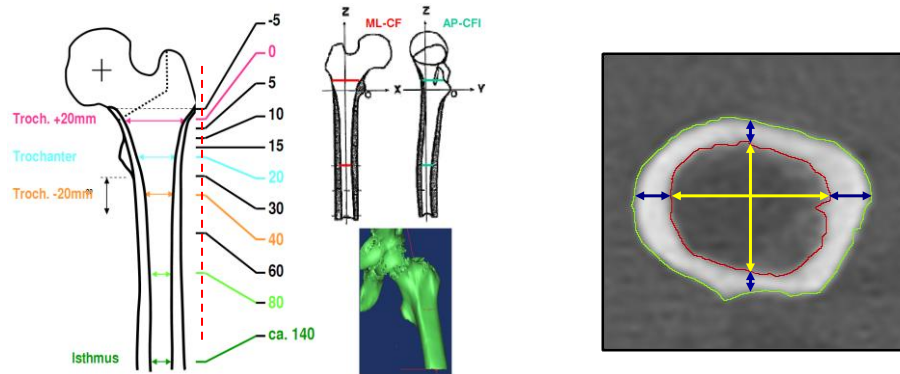 -5
0
5
10
15
20
30
40
60
80
ca. 140
Troch. +20mm
Trochanter
Troch. -20mm
Isthmus
Z
ML-CF
X
Z
AP-CFI
Y